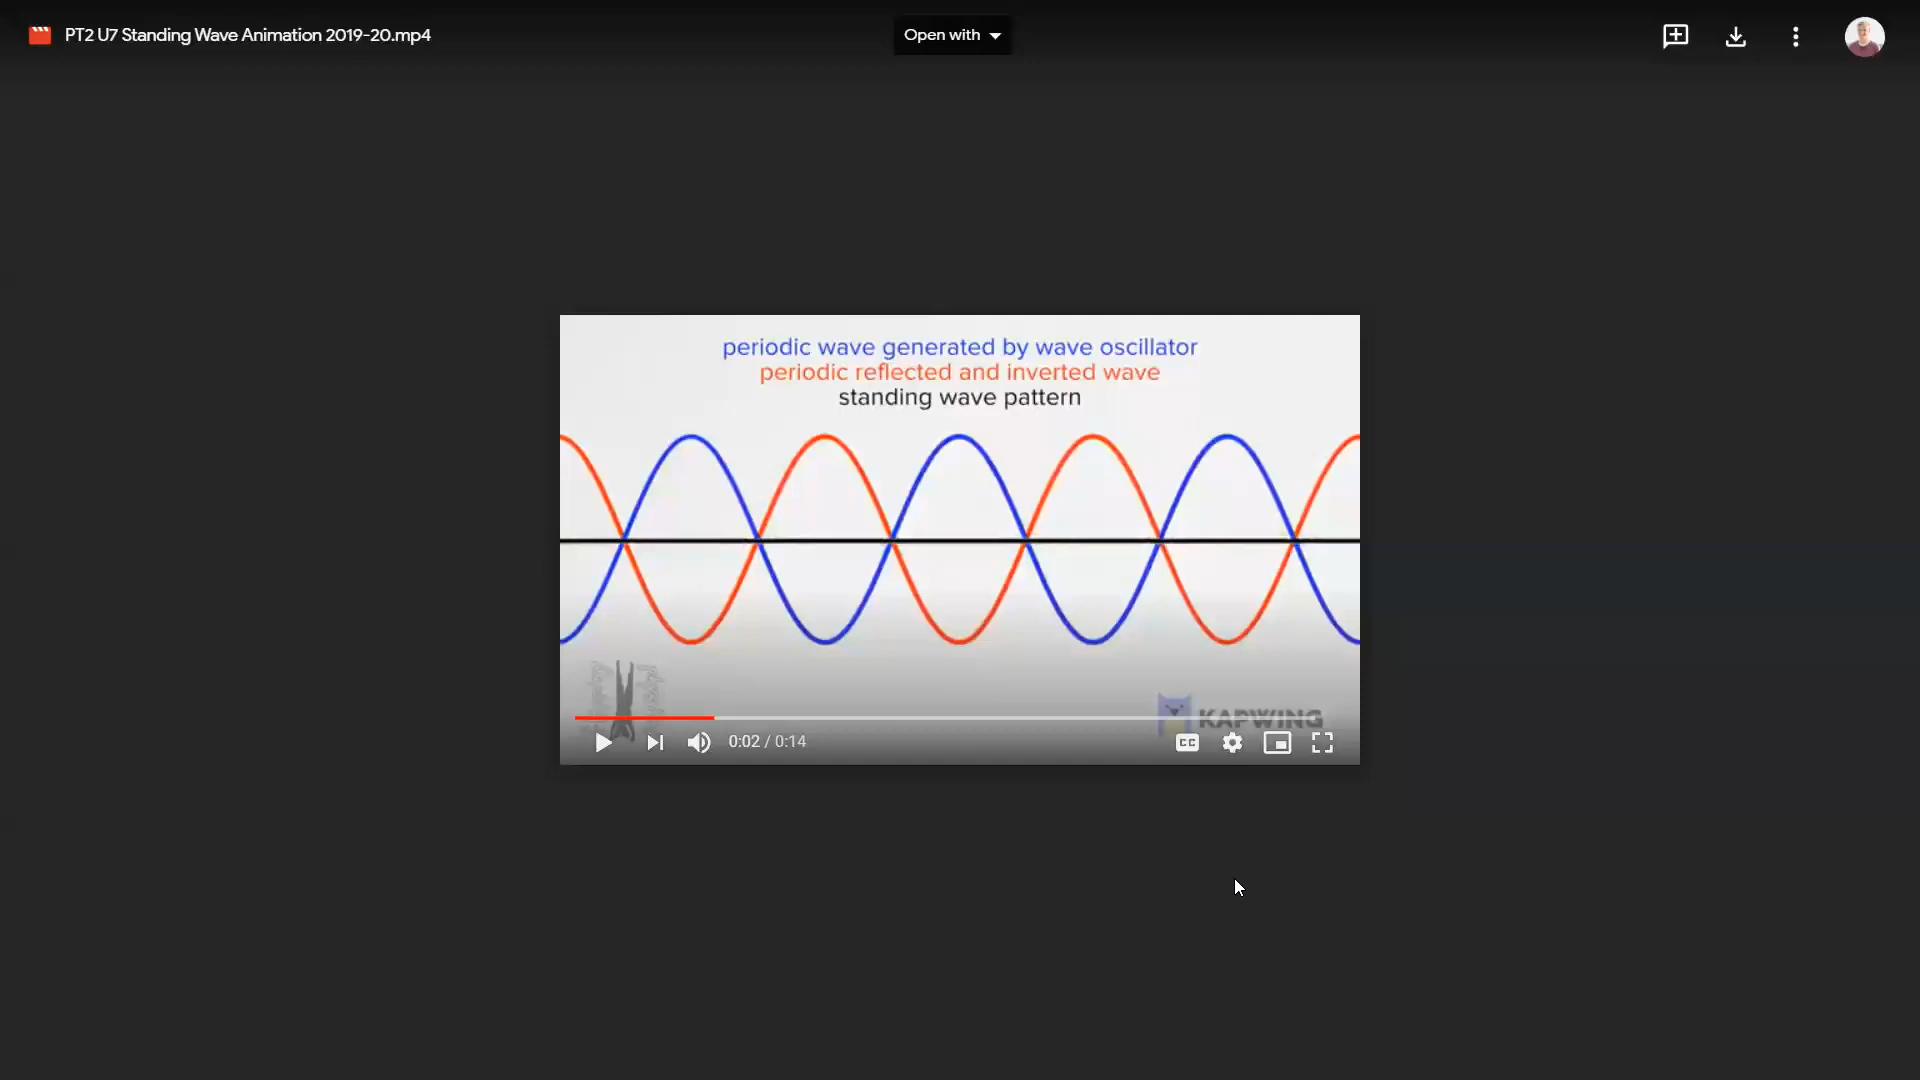 PT2 U7 Standing Wave Animation 2019-20.mp4
Open with
periodic wave generated by wave oscillator
periodic reflected and inverted wave
standing wave pattern
KAPWING
0:02 / 0:14
CC